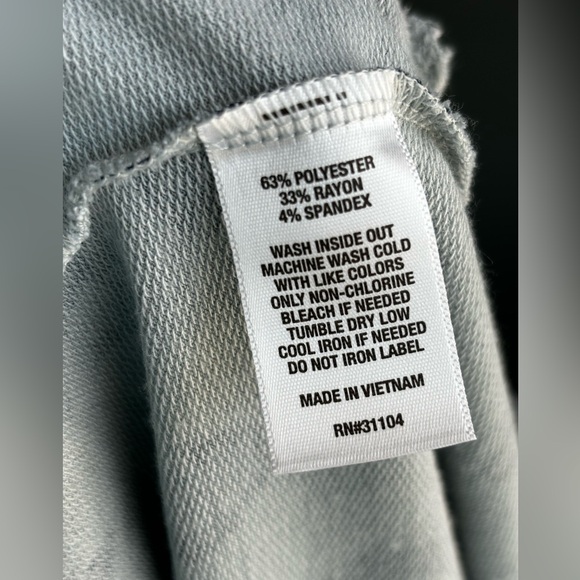 63% POLYESTER
33% RAYON
4% SPANDEX
WASH INSIDE OUT
MACHINE WASH COLD
WITH LIKE COLORS
ONLY NON-CHLORINE
BLEACH IF NEEDED
TUMBLE DRY LOW
COOL IRON IF NEEDED
DO NOT IRON LABEL
MADE IN VIETNAM
RN#31104